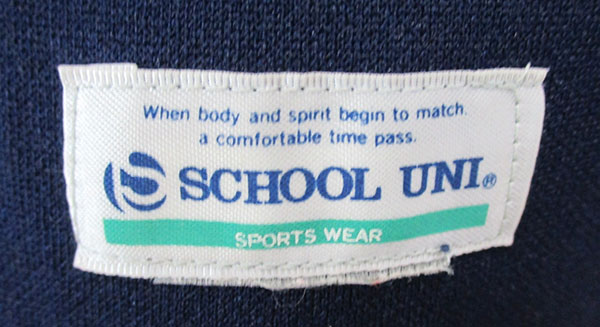 When body and spirit begin to match.
a comfortable time pass.
S SCHOOL UNI®
SPORTS WEAR